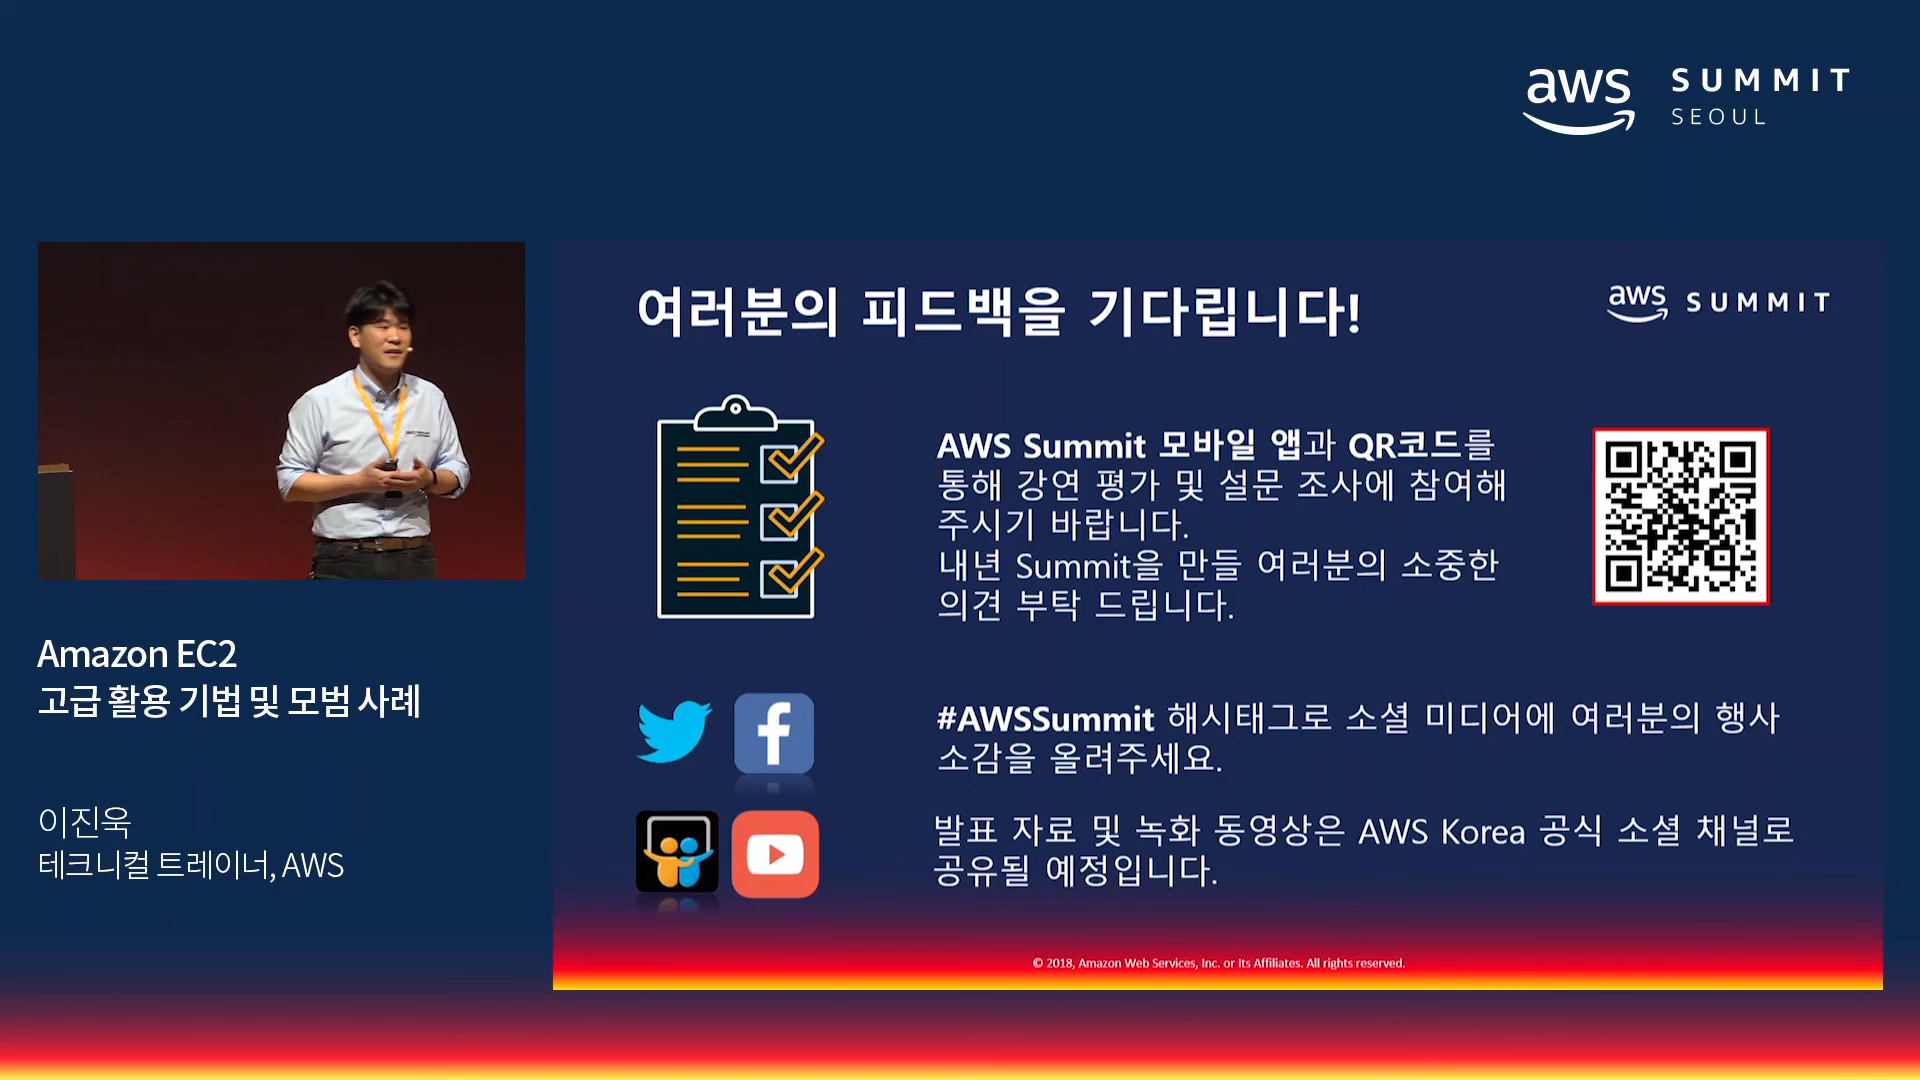 aws SUMMIT
SEOUL
여러분의 피드백을 기다립니다!
aws SUMMIT
AWS Summit 모바일 앱과 QR코드를
통해 강연 평가 및 설문 조사에 참여해
주시기 바랍니다.
내년 Summit을 만들 여러분의 소중한
의견 부탁 드립니다.
#AWSSummit 해시태그로 소셜 미디어에 여러분의 행사
소감을 올려주세요.
발표 자료 및 녹화 동영상은 AWS Korea 공식 소셜 채널로
공유될 예정입니다.
© 2018, Amazon Web Services, Inc. or Its Affiliates. All rights reserved.
Amazon EC2
고급 활용 기법 및 모범 사례
이진욱
테크니컬 트레이너, AWS